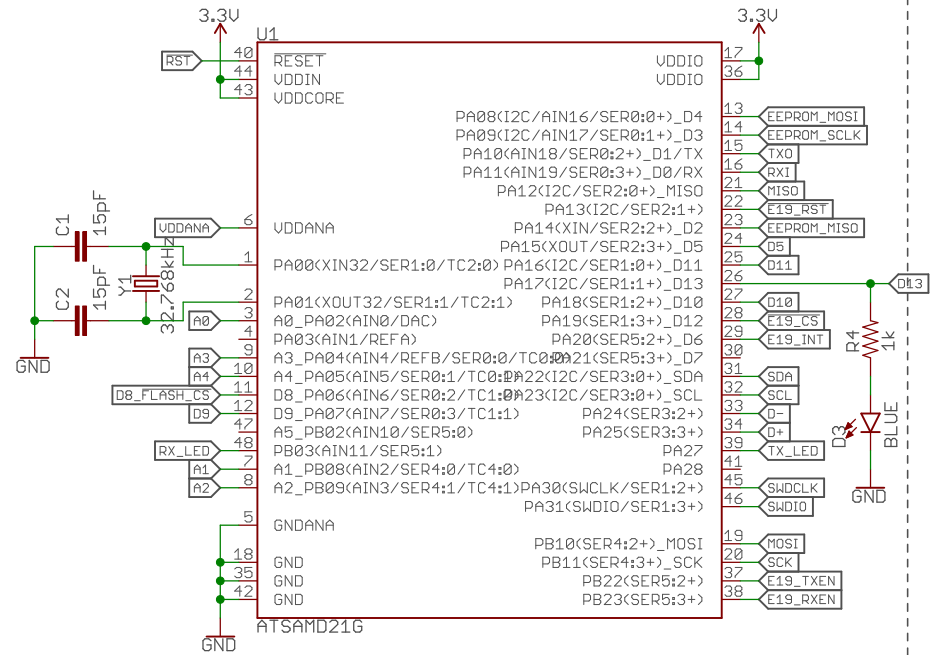 3.3V
3.3V
U1
RST
40 RESET
44 VDDIN
43 VDDCORE
VDDIO 17
VDDIO 36
PA08(I2C/AIN16/SER0:0+)_D4 13 EEPROM_MOSI
PA09(I2C/AIN17/SER0:1+)_D3 14 EEPROM_SCLK
PA10(AIN18/SER0:2+)_D1/TX 15 TXO
PA11(AIN19/SER0:3+)_D0/RX 16 RXI
PA12(I2C/SER2:0+)_MISO 21 MISO
PA13(I2C/SER2:1+) 22 E19_RST
VDDANA 6 VDDANA
PA14(XIN/SER2:2+)_D2 23 EEPROM_MISO
PA15(XOUT/SER2:3+)_D5 24 D5
1 PA00(XIN32/SER1:0/TC2:0)
PA16(I2C/SER1:0+)_D11 25 D11
PA17(I2C/SER1:1+)_D13 26 D13
2 PA01(XOUT32/SER1:1/TC2:1)
PA18(SER1:2+)_D10 27 D10
A0 3 A0_PA02(AIN0/DAC)
PA19(SER1:3+)_D12 28 E19_CS
4 PA03(AIN1/REFA)
PA20(SER5:2+)_D6 29 E19_INT
A3 9 A3_PA04(AIN4/REFB/SER0:0/TC0:0)
PA21(SER5:3+)_D7 30
A4 10 A4_PA05(AIN5/SER0:1/TC0:1)
PA22(I2C/SER3:0+)_SDA 31 SDA
D8_FLASH_CS 11 D8_PA06(AIN6/SER0:2/TC1:0)
PA23(I2C/SER3:0+)_SCL 32 SCL
D9 12 D9_PA07(AIN7/SER0:3/TC1:1)
PA24(SER3:2+) 33 D-
47 A5_PB02(AIN10/SER5:0)
PA25(SER3:3+) 34 D+
RX_LED 48 PB03(AIN11/SER5:1)
PA27 39 TX_LED
A1 7 A1_PB08(AIN2/SER4:0/TC4:0)
PA28 41
A2 8 A2_PB09(AIN3/SER4:1/TC4:1)
PA30(SWCLK/SER1:2+) 45 SWDCLK
PA31(SWDIO/SER1:3+) 46 SWDIO
5 GNDANA
PB10(SER4:2+)_MOSI 19 MOSI
18 GND
PB11(SER4:3+)_SCK 20 SCK
35 GND
PB22(SER5:2+) 37 E19_TXEN
42 GND
PB23(SER5:3+) 38 E19_RXEN
ATSAMD21G
GND
C1
15pF
C2
15pF
Y1
32.768kHz
GND
R4
1k
D3
BLUE
GND